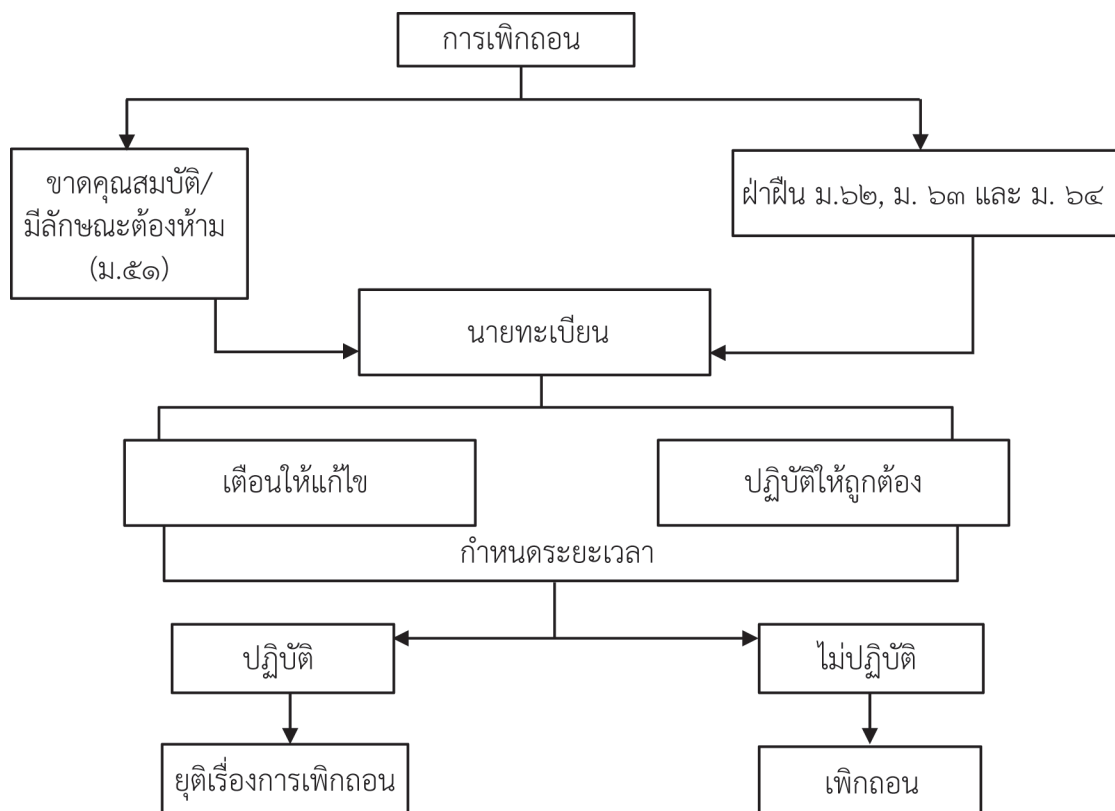 การเพิกถอน
ขาดคุณสมบัติ/
มีลักษณะต้องห้าม
(ม.๕๑)
ฝ่าฝืน ม.๖๒, ม. ๖๓ และ ม. ๖๔
นายทะเบียน
เตือนให้แก้ไข
ปฏิบัติให้ถูกต้อง
กำหนดระยะเวลา
ปฏิบัติ
ไม่ปฏิบัติ
ยุติเรื่องการเพิกถอน
เพิกถอน